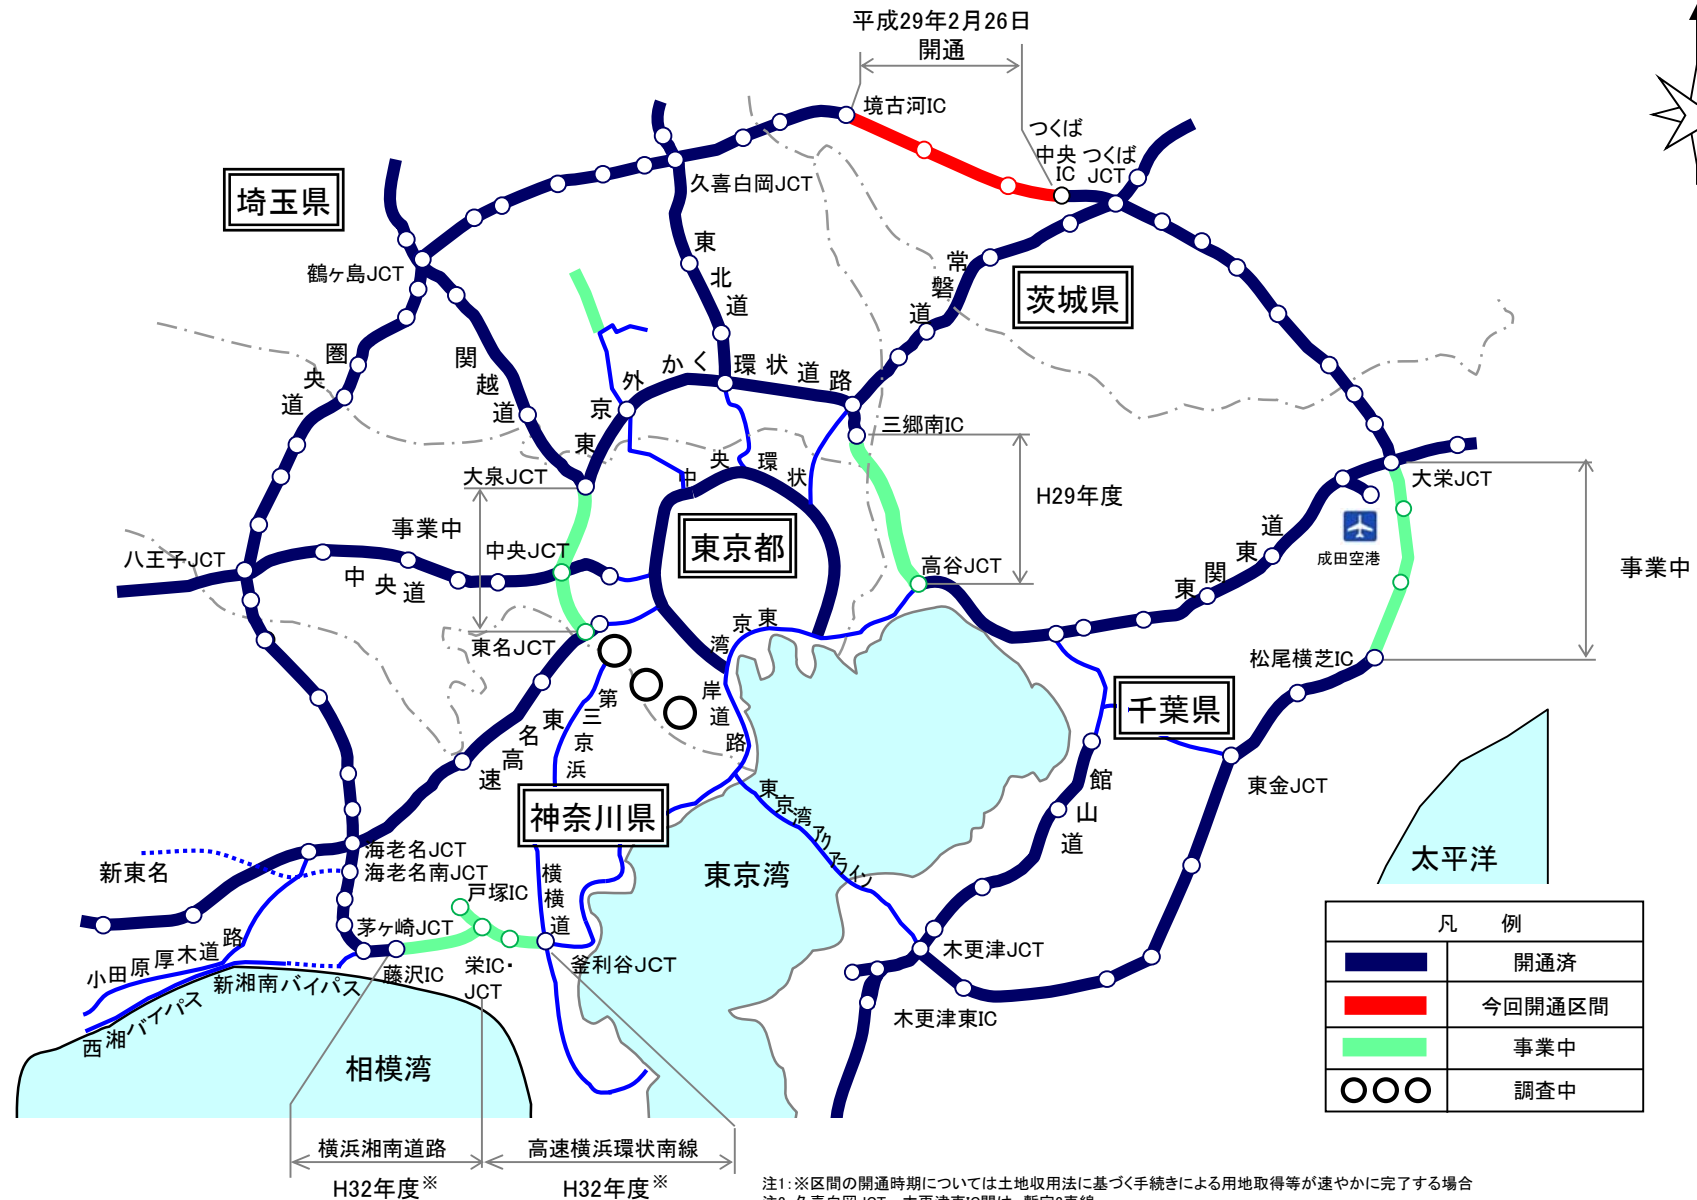 平成29年2月26日
開通
境古河IC
つくば
中央
IC
つくば
JCT
久喜白岡JCT
埼玉県
鶴ヶ島JCT
東北道
常磐道
茨城県
圏央道
関越道
東京外かく環状道路
三郷南IC
大泉JCT
中央環状
H29年度
大栄JCT
事業中
八王子JCT
中央JCT
東京都
成田空港
高谷JCT
東関東道
事業中
中央道
東名JCT
東京湾岸道路
松尾横芝IC
第三京浜
東名高速
千葉県
東金JCT
神奈川県
東京湾アクアライン
館山道
太平洋
新東名
海老名JCT
海老名南JCT
東京湾
戸塚IC
横横道
茅ヶ崎JCT
小田原厚木道路
藤沢IC
栄IC・
JCT
釜利谷JCT
木更津JCT
新湘南バイパス
西湘バイパス
木更津東IC
相模湾
凡 例
開通済
今回開通区間
事業中
調査中
横浜湘南道路
高速横浜環状南線
H32年度※
H32年度※
注1:※区間の開通時期については土地収用法に基づく手続きによる用地取得等が速やかに完了する場合